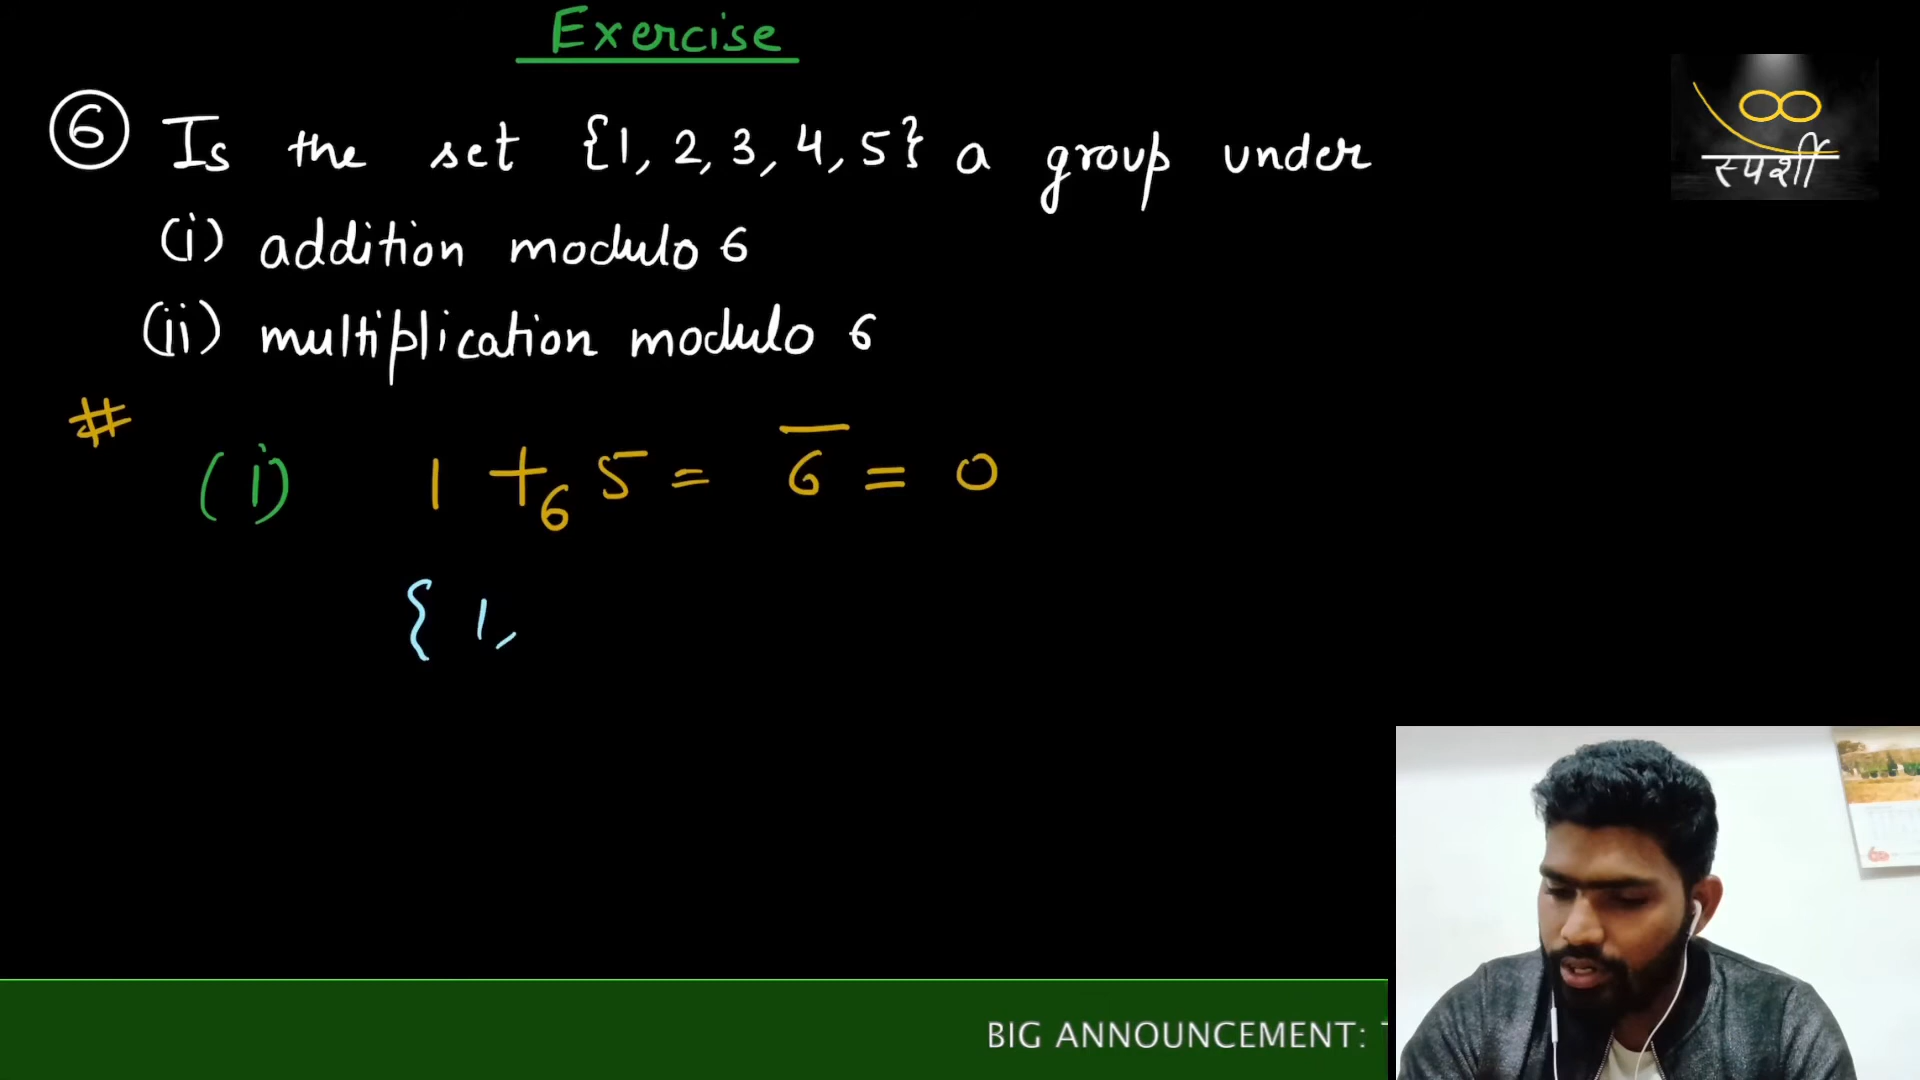 Exercise
⑥ Is the set {1, 2, 3, 4, 5} a group under
(i) addition modulo 6
(ii) multiplication modulo 6
#
(i) 1 +₆ 5 = 6̅ = 0
{ 1,
स्पर्शी
BIG ANNOUNCEMENT: